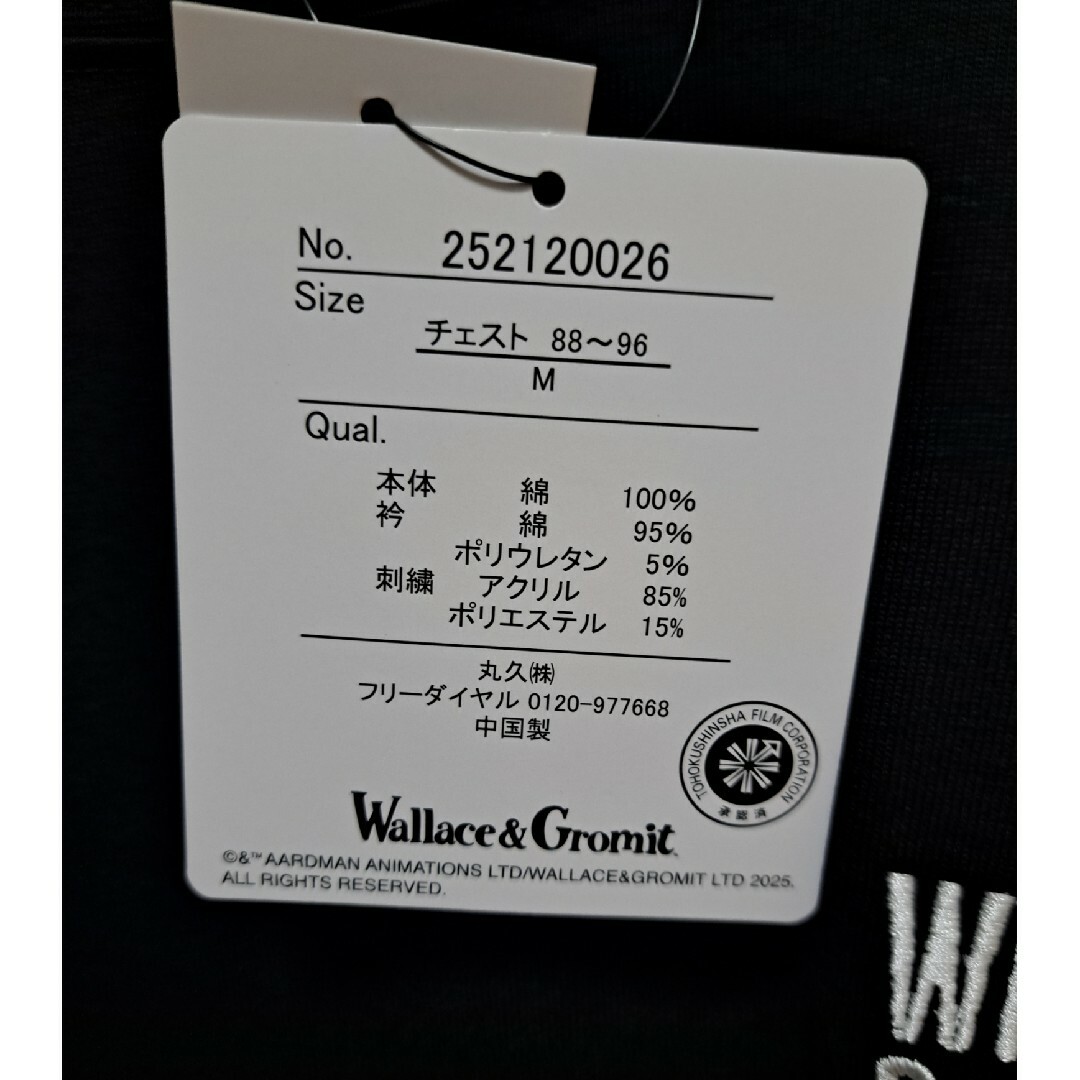 No. 252120026
Size
チェスト 88～96
M
Qual.
本体 綿 100%
衿 綿 95%
ポリウレタン 5%
刺繍 アクリル 85%
ポリエステル 15%
丸久㈱
フリーダイヤル 0120-977668
中国製
TOHOKUSHINSHA FILM CORPORATION
承認済
Wallace & Gromit
©&™ AARDMAN ANIMATIONS LTD/WALLACE&GROMIT LTD 2025.
ALL RIGHTS RESERVED.
W